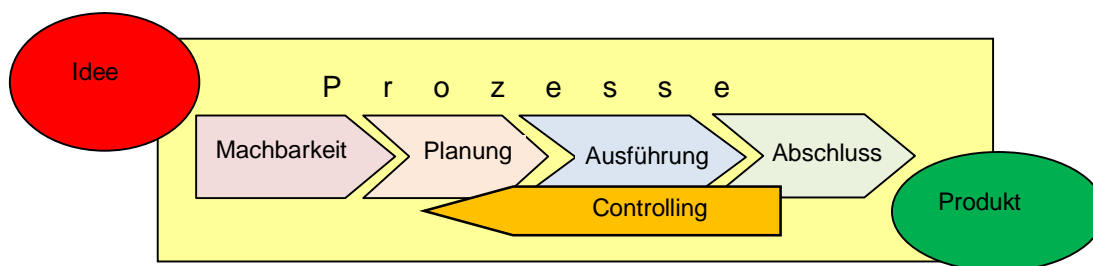 Idee
P r o z e s s e
Machbarkeit
Planung
Ausführung
Abschluss
Controlling
Produkt